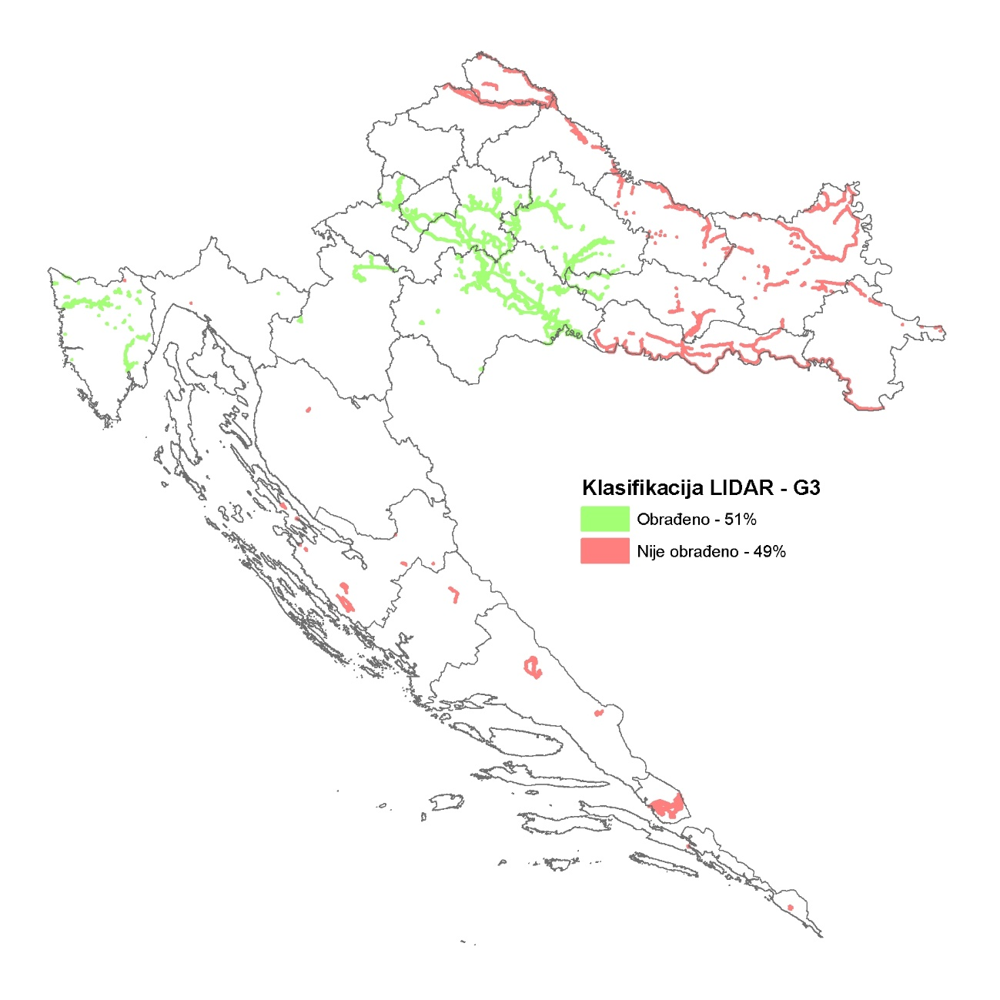 Klasifikacija LIDAR - G3
Obrađeno - 51%
Nije obrađeno - 49%